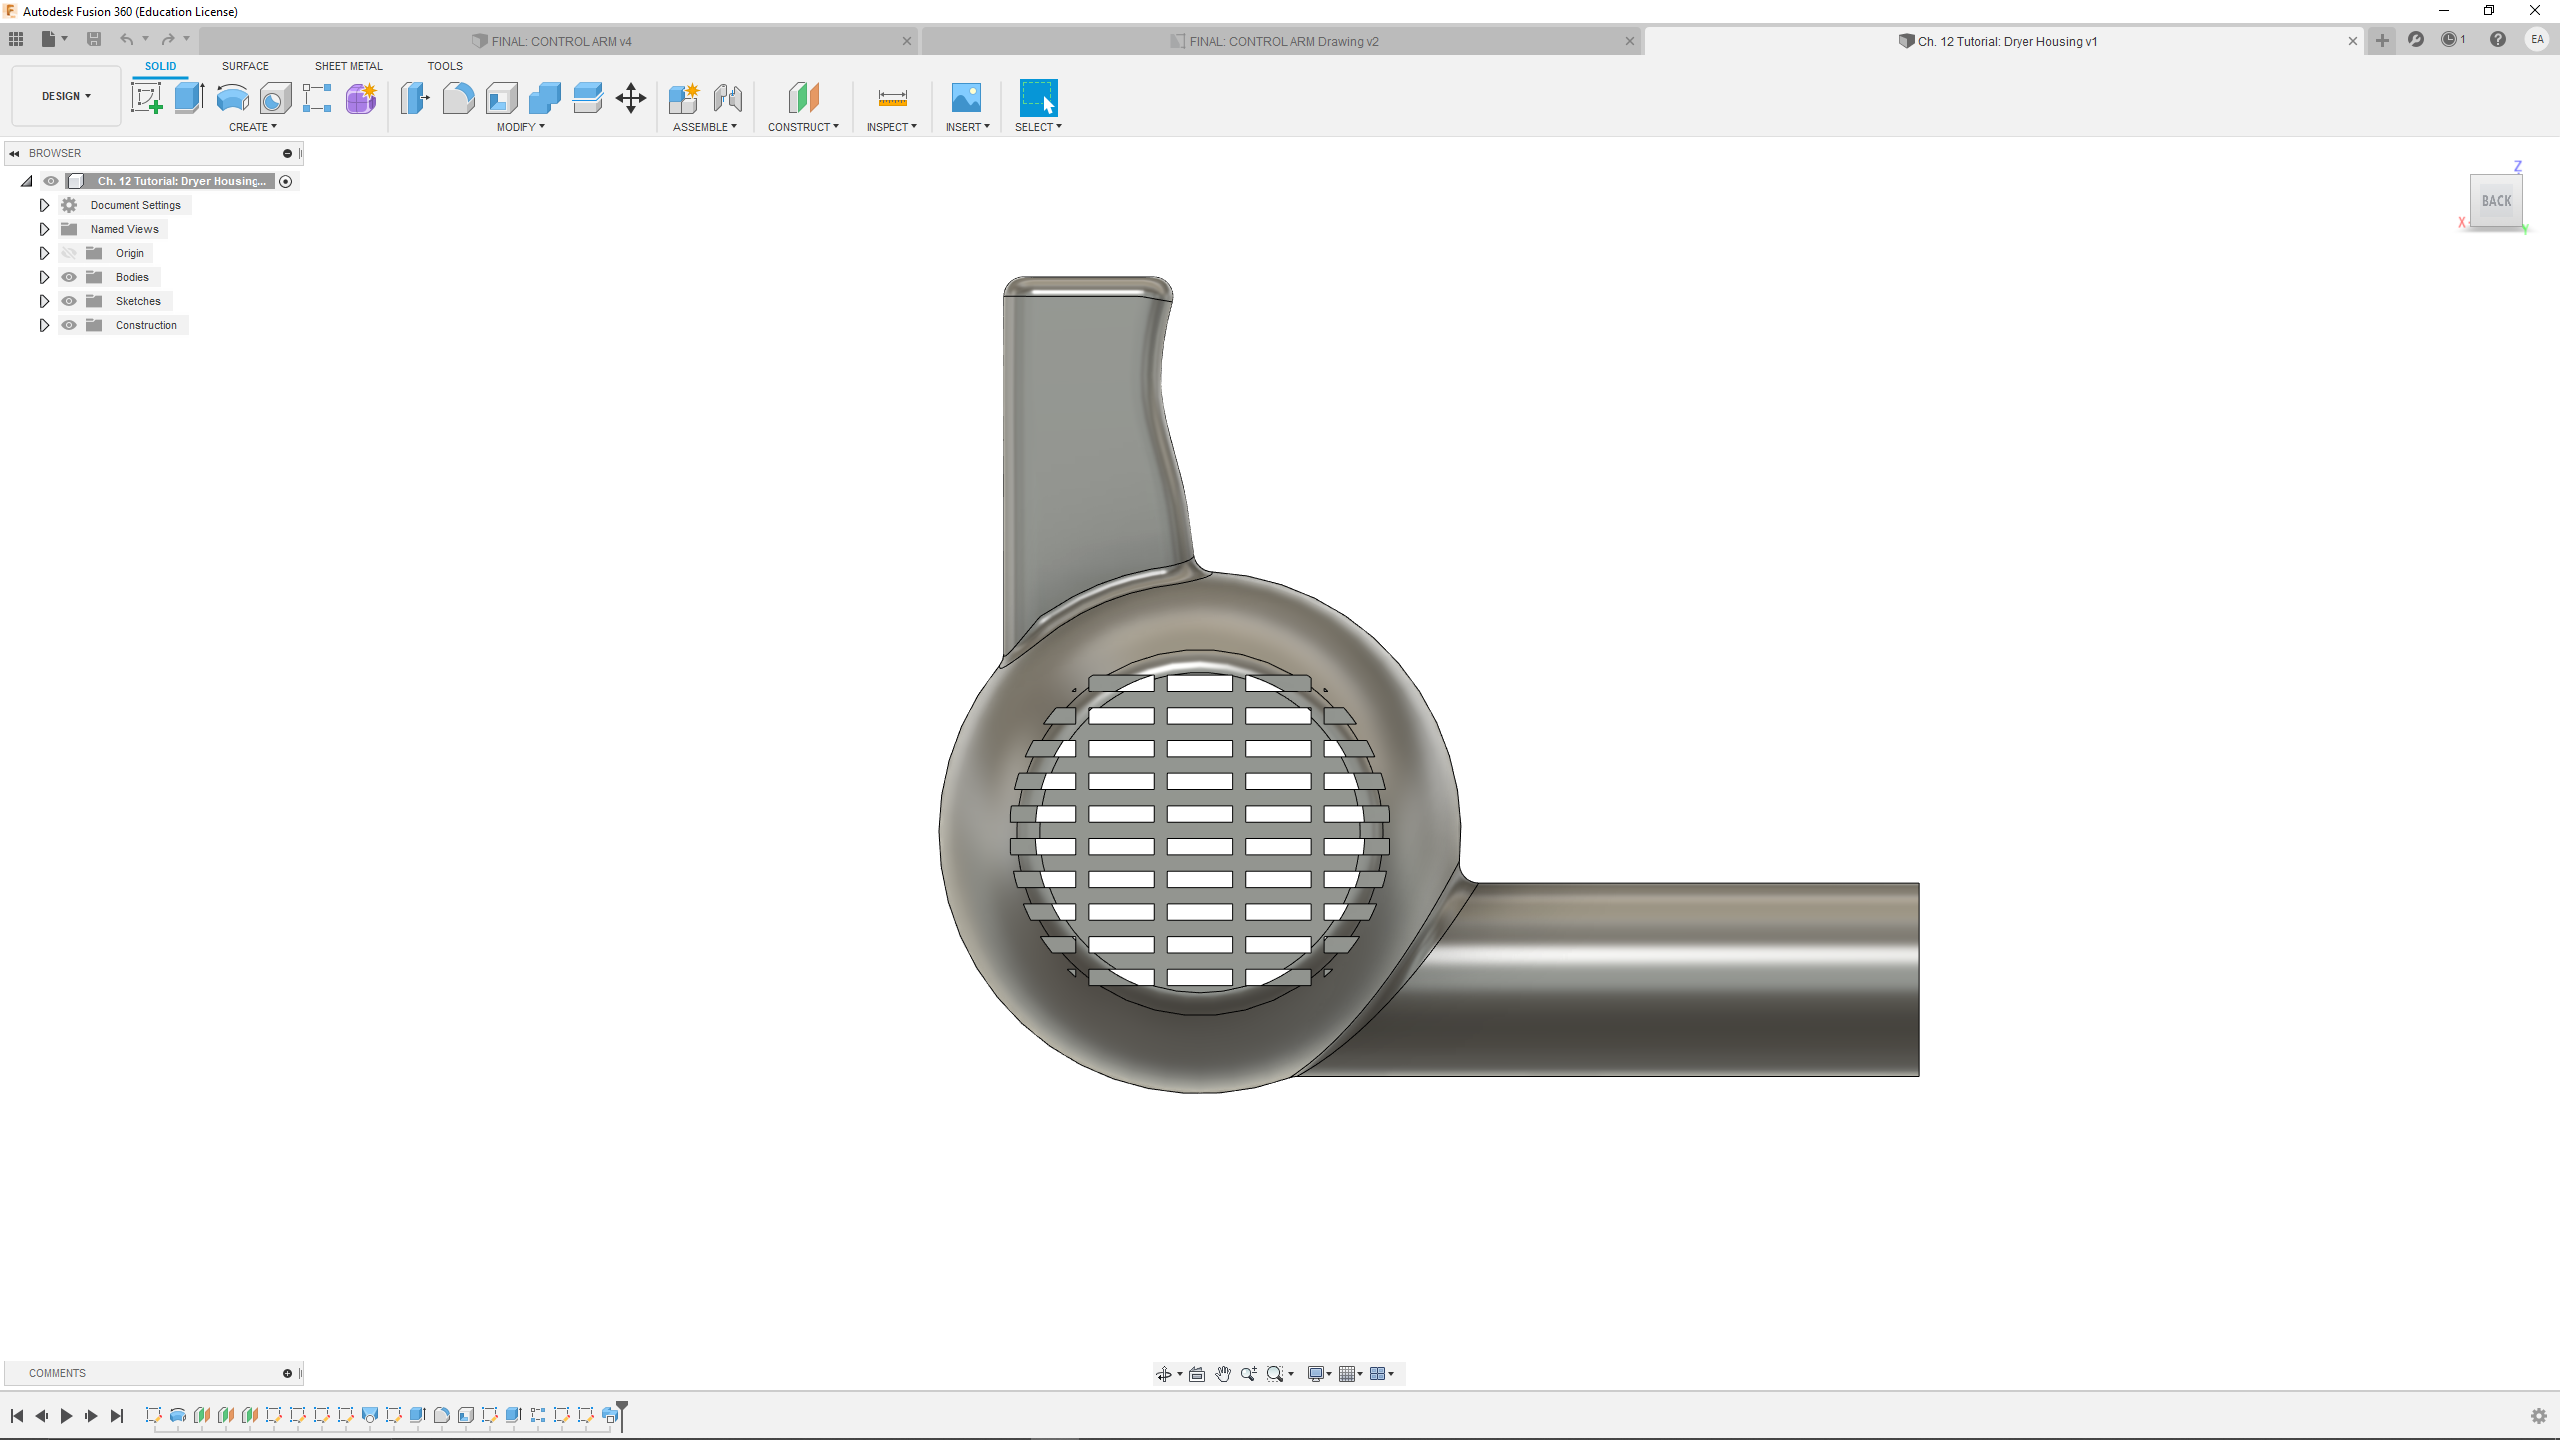 Autodesk Fusion 360 (Education License)
FINAL: CONTROL ARM v4
FINAL: CONTROL ARM Drawing v2
Ch. 12 Tutorial: Dryer Housing v1
1
EA
DESIGN
SOLID
SURFACE
SHEET METAL
TOOLS
CREATE
MODIFY
ASSEMBLE
CONSTRUCT
INSPECT
INSERT
SELECT
BROWSER
Ch. 12 Tutorial: Dryer Housing...
Document Settings
Named Views
Origin
Bodies
Sketches
Construction
Z
BACK
X
Y
COMMENTS